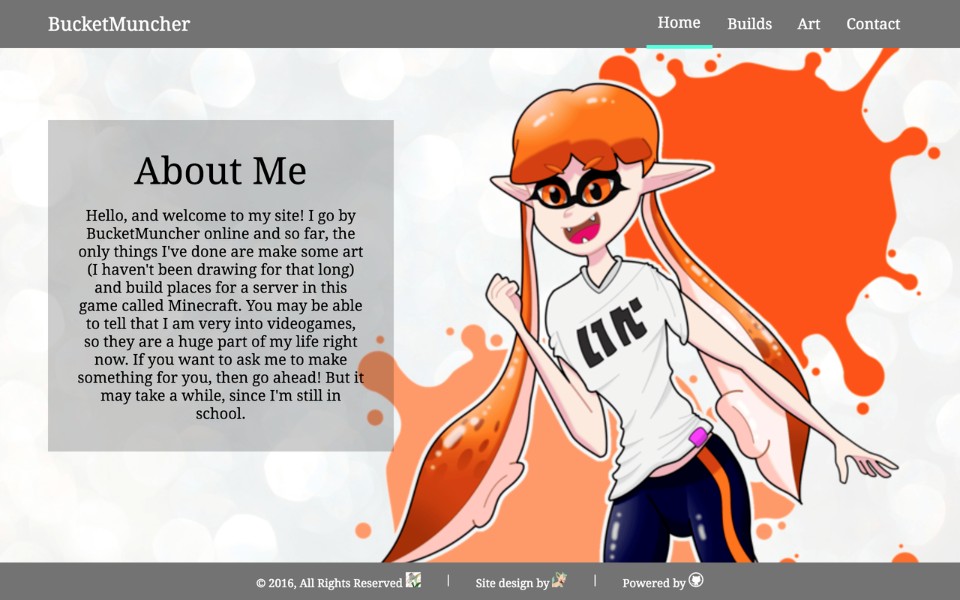 BucketMuncher
Home Builds Art Contact
About Me
Hello, and welcome to my site! I go by
BucketMuncher online and so far, the
only things I've done are make some art
(I haven't been drawing for that long)
and build places for a server in this
game called Minecraft. You may be able
to tell that I am very into videogames,
so they are a huge part of my life right
now. If you want to ask me to make
something for you, then go ahead! But it
may take a while, since I'm still in
school.
© 2016, All Rights Reserved | Site design by | Powered by